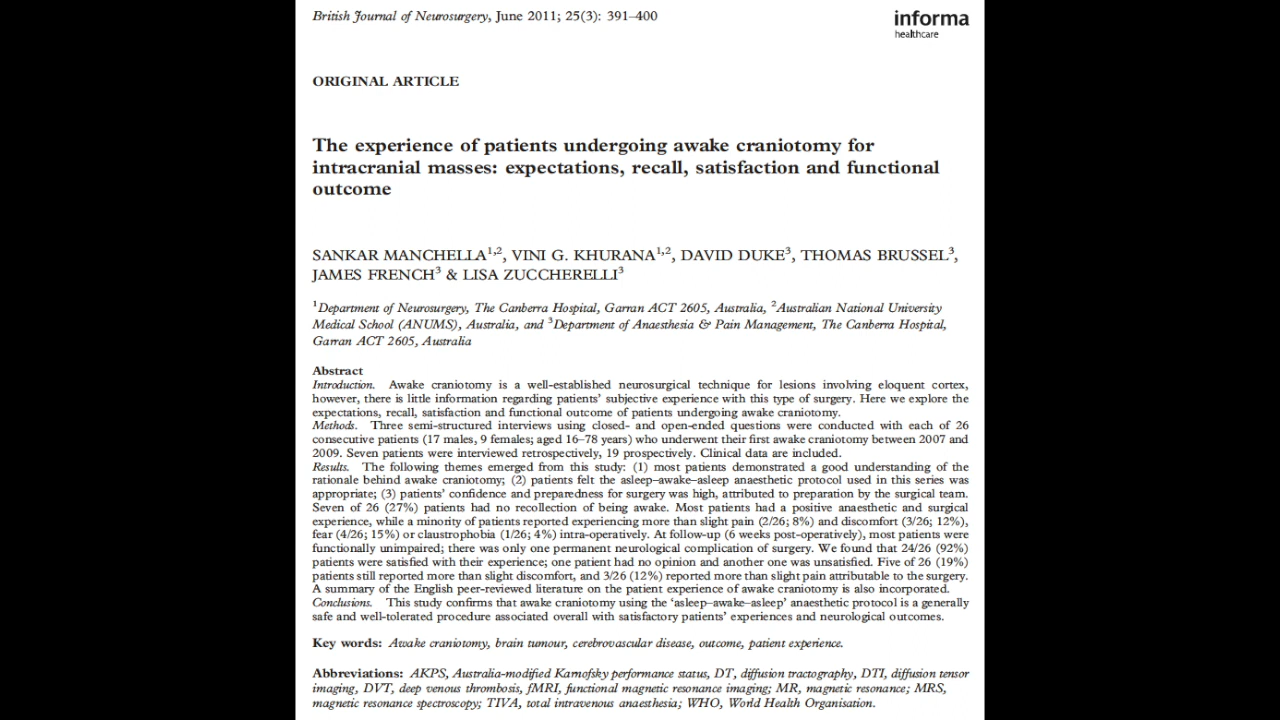 British Journal of Neurosurgery, June 2011; 25(3): 391–400
informa
healthcare
ORIGINAL ARTICLE
The experience of patients undergoing awake craniotomy for
intracranial masses: expectations, recall, satisfaction and functional
outcome
SANKAR MANCHELLA1,2, VINI G. KHURANA1,2, DAVID DUKE3, THOMAS BRUSSEL3,
JAMES FRENCH3 & LISA ZUCCHERELLI3
1Department of Neurosurgery, The Canberra Hospital, Garran ACT 2605, Australia, 2Australian National University
Medical School (ANUMS), Australia, and 3Department of Anaesthesia & Pain Management, The Canberra Hospital,
Garran ACT 2605, Australia
Abstract
Introduction. Awake craniotomy is a well-established neurosurgical technique for lesions involving eloquent cortex,
however, there is little information regarding patients' subjective experience with this type of surgery. Here we explore the
expectations, recall, satisfaction and functional outcome of patients undergoing awake craniotomy.
Methods. Three semi-structured interviews using closed- and open-ended questions were conducted with each of 26
consecutive patients (17 males, 9 females; aged 16–78 years) who underwent their first awake craniotomy between 2007 and
2009. Seven patients were interviewed retrospectively, 19 prospectively. Clinical data are included.
Results. The following themes emerged from this study: (1) most patients demonstrated a good understanding of the
rationale behind awake craniotomy; (2) patients felt the asleep–awake–asleep anaesthetic protocol used in this series was
appropriate; (3) patients' confidence and preparedness for surgery was high, attributed to preparation by the surgical team.
Seven of 26 (27%) patients had no recollection of being awake. Most patients had a positive anaesthetic and surgical
experience, while a minority of patients reported experiencing more than slight pain (2/26; 8%) and discomfort (3/26; 12%),
fear (4/26; 15%) or claustrophobia (1/26; 4%) intra-operatively. At follow-up (6 weeks post-operatively), most patients were
functionally unimpaired; there was only one permanent neurological complication of surgery. We found that 24/26 (92%)
patients were satisfied with their experience; one patient had no opinion and another one was unsatisfied. Five of 26 (19%)
patients still reported more than slight discomfort, and 3/26 (12%) reported more than slight pain attributable to the surgery.
A summary of the English peer-reviewed literature on the patient experience of awake craniotomy is also incorporated.
Conclusions. This study confirms that awake craniotomy using the 'asleep–awake–asleep' anaesthetic protocol is a generally
safe and well-tolerated procedure associated overall with satisfactory patients' experiences and neurological outcomes.
Key words: Awake craniotomy, brain tumour, cerebrovascular disease, outcome, patient experience.
Abbreviations: AKPS, Australia-modified Karnofsky performance status, DT, diffusion tractography, DTI, diffusion tensor
imaging, DVT, deep venous thrombosis, fMRI, functional magnetic resonance imaging; MR, magnetic resonance; MRS,
magnetic resonance spectroscopy; TIVA, total intravenous anaesthesia; WHO, World Health Organisation.